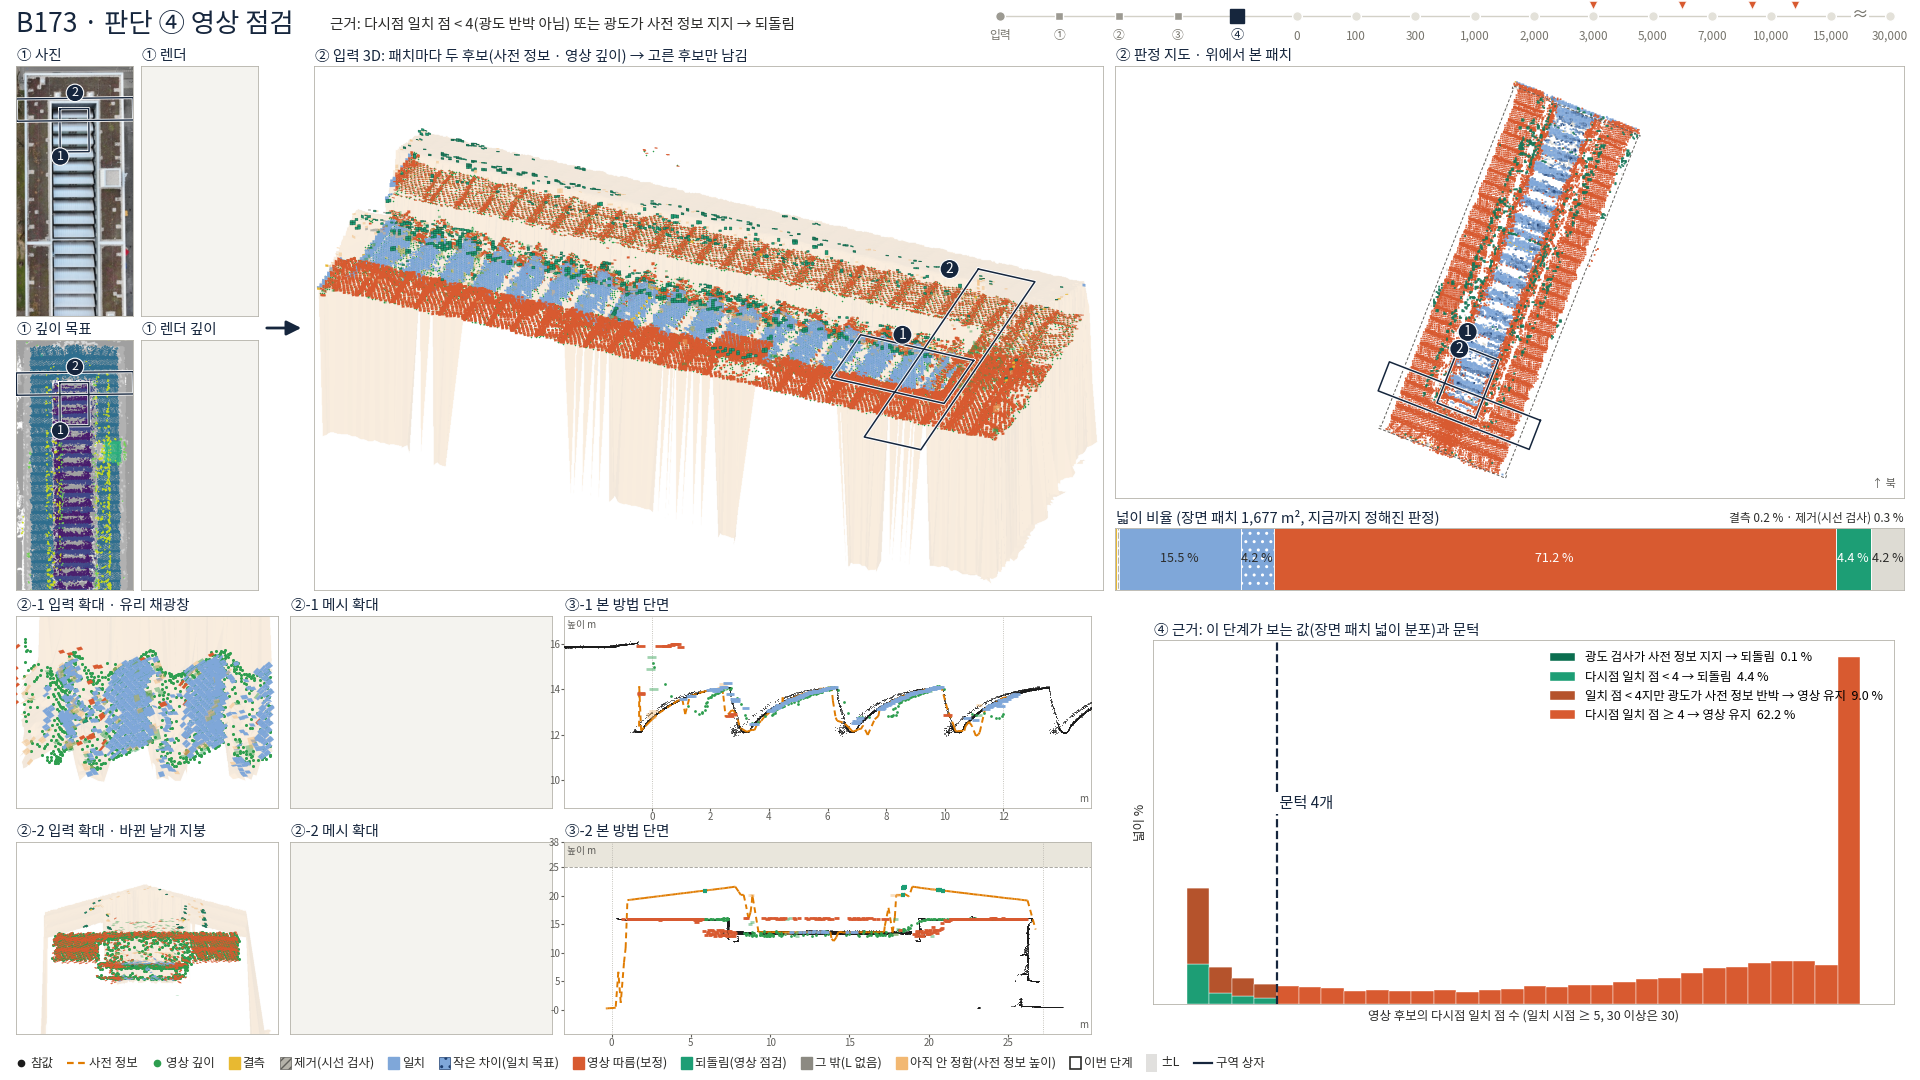 B173 · 판단 ④ 영상 점검
근거: 다시점 일치 점 < 4(광도 반박 아님) 또는 광도가 사전 정보 지지 → 되돌림
입력 ① ② ③ ④ 0 100 300 1,000 2,000 3,000 5,000 7,000 10,000 15,000 30,000
≈
① 사진
① 렌더
② 입력 3D: 패치마다 두 후보(사전 정보 · 영상 깊이) → 고른 후보만 남김
② 판정 지도 · 위에서 본 패치
2
1
2
1
1
2
↑ 북
① 깊이 목표
① 렌더 깊이
2
1
넓이 비율 (장면 패치 1,677 m², 지금까지 정해진 판정)
결측 0.2 % · 제거(시선 검사) 0.3 %
15.5 %
4.2 %
71.2 %
4.4 %
4.2 %
②-1 입력 확대 · 유리 채광창
②-1 메시 확대
③-1 본 방법 단면
높이 m
16
14
12
10
0 2 4 6 8 10 12
m
②-2 입력 확대 · 바뀐 날개 지붕
②-2 메시 확대
③-2 본 방법 단면
높이 m
38
25
20
15
10
5
-0
0 5 10 15 20 25
m
④ 근거: 이 단계가 보는 값(장면 패치 넓이 분포)과 문턱
광도 검사가 사전 정보 지지 → 되돌림 0.1 %
다시점 일치 점 < 4 → 되돌림 4.4 %
일치 점 < 4지만 광도가 사전 정보 반박 → 영상 유지 9.0 %
다시점 일치 점 ≥ 4 → 영상 유지 62.2 %
문턱 4개
넓이 %
영상 후보의 다시점 일치 점 수 (일치 시점 ≥ 5, 30 이상은 30)
참값 사전 정보 영상 깊이 결측 제거(시선 검사) 일치 작은 차이(일치 목표) 영상 따름(보정) 되돌림(영상 점검) 그 밖(L 없음) 아직 안 정함(사전 정보 높이) 이번 단계 ±L 구역 상자